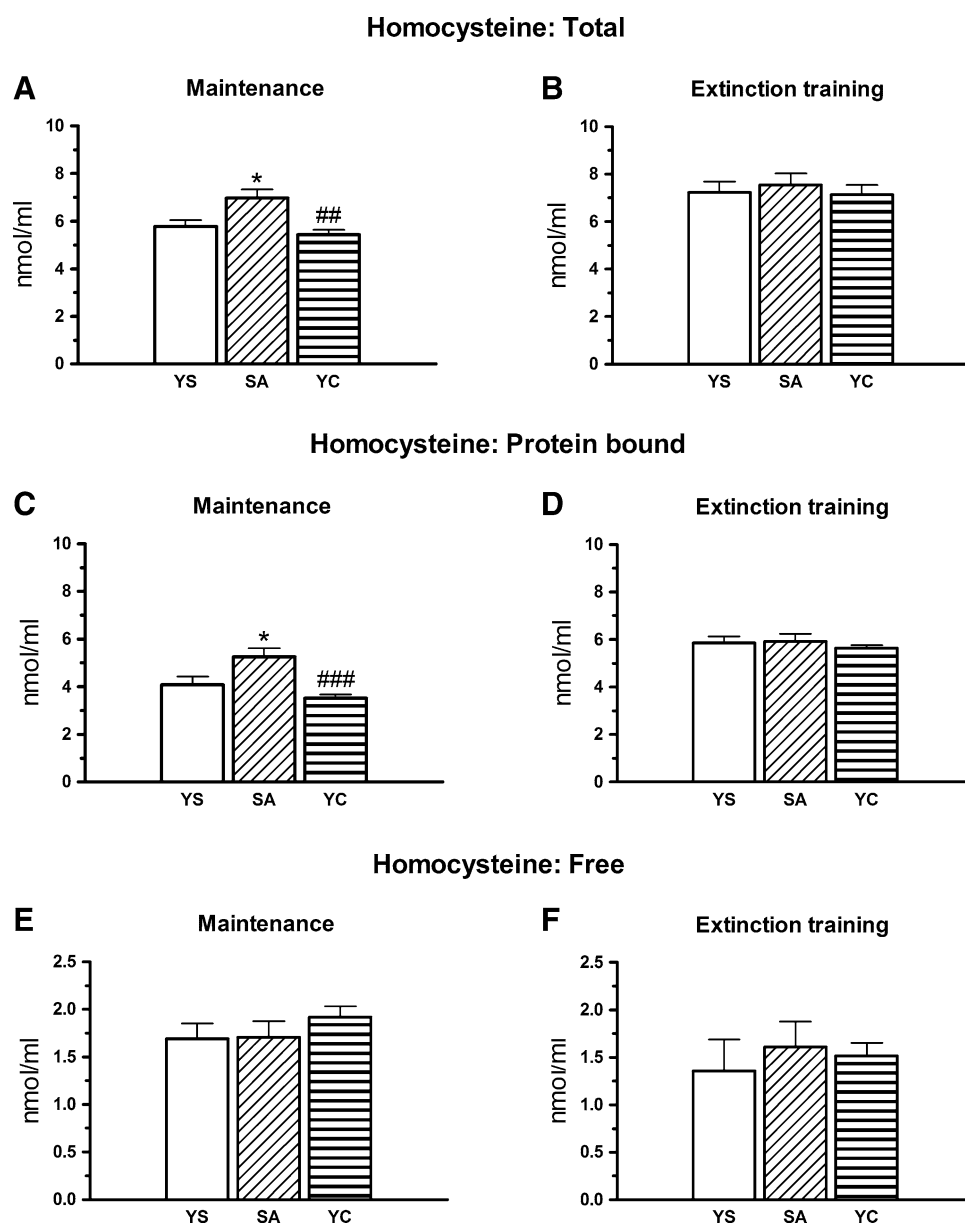 Homocysteine: Total
A
Maintenance
nmol/ml
10
8
6
4
2
0
*
##
YS SA YC
B
Extinction training
nmol/ml
10
8
6
4
2
0
YS SA YC
Homocysteine: Protein bound
C
Maintenance
nmol/ml
10
8
6
4
2
0
*
###
YS SA YC
D
Extinction training
nmol/ml
10
8
6
4
2
0
YS SA YC
Homocysteine: Free
E
Maintenance
nmol/ml
2.5
2.0
1.5
1.0
0.5
0.0
YS SA YC
F
Extinction training
nmol/ml
2.5
2.0
1.5
1.0
0.5
0.0
YS SA YC